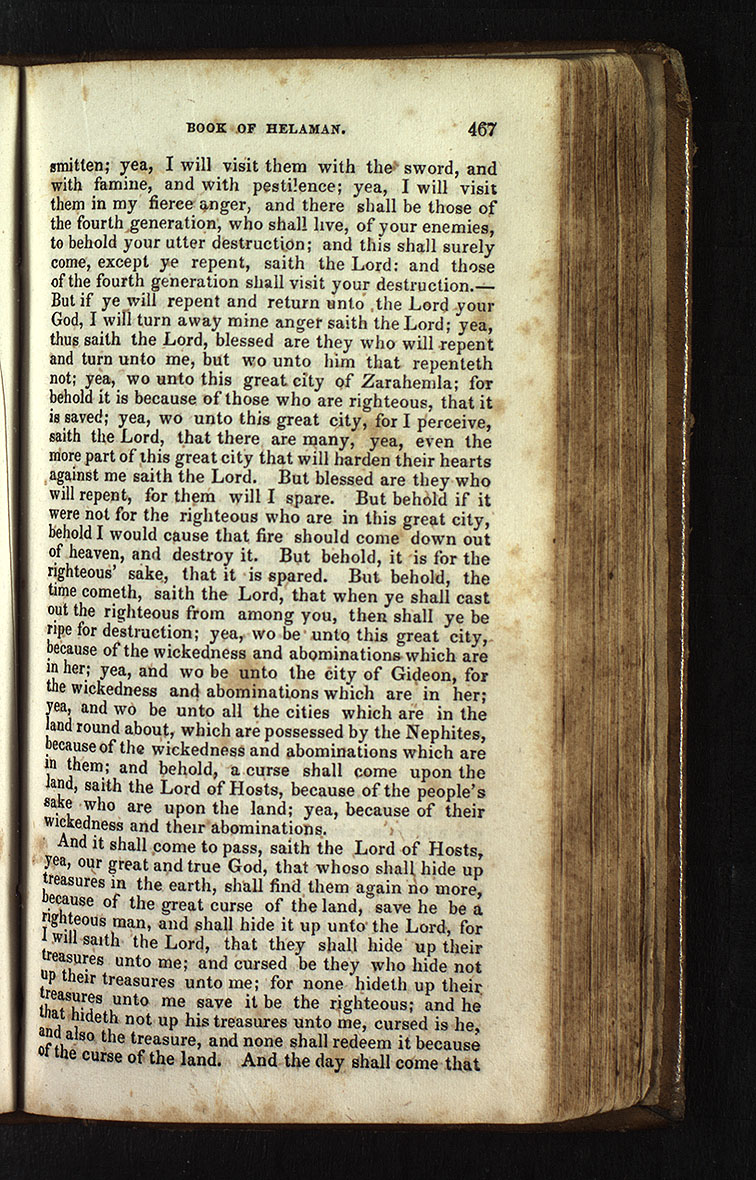 BOOK OF HELAMAN. 467
smitten; yea, I will visit them with the sword, and
with famine, and with pestilence; yea, I will visit
them in my fierce anger, and there shall be those of
the fourth generation, who shall live, of your enemies,
to behold your utter destruction; and this shall surely
come, except ye repent, saith the Lord: and those
of the fourth generation shall visit your destruction.—
But if ye will repent and return unto the Lord your
God, I will turn away mine anger saith the Lord; yea,
thus saith the Lord, blessed are they who will repent
and turn unto me, but wo unto him that repenteth
not; yea, wo unto this great city of Zarahemla; for
behold it is because of those who are righteous, that it
is saved; yea, wo unto this great city, for I perceive,
saith the Lord, that there are many, yea, even the
more part of this great city that will harden their hearts
against me saith the Lord. But blessed are they who
will repent, for them will I spare. But behold if it
were not for the righteous who are in this great city,
behold I would cause that fire should come down out
of heaven, and destroy it. But behold, it is for the
righteous' sake, that it is spared. But behold, the
time cometh, saith the Lord, that when ye shall cast
out the righteous from among you, then shall ye be
ripe for destruction; yea, wo be unto this great city,
because of the wickedness and abominations which are
in her; yea, and wo be unto the city of Gideon, for
the wickedness and abominations which are in her;
yea, and wo be unto all the cities which are in the
land round about, which are possessed by the Nephites,
because of the wickedness and abominations which are
in them; and behold, a curse shall come upon the
land, saith the Lord of Hosts, because of the people's
sake who are upon the land; yea, because of their
wickedness and their abominations.
And it shall come to pass, saith the Lord of Hosts,
yea, our great and true God, that whoso shall hide up
treasures in the earth, shall find them again no more,
because of the great curse of the land, save he be a
righteous man, and shall hide it up unto the Lord, for
I will saith the Lord, that they shall hide up their
treasures unto me; and cursed be they who hide not
up their treasures unto me; for none hideth up their
treasures unto me save it be the righteous; and he
that hideth not up his treasures unto me, cursed is he,
and also the treasure, and none shall redeem it because
of the curse of the land. And the day shall come that